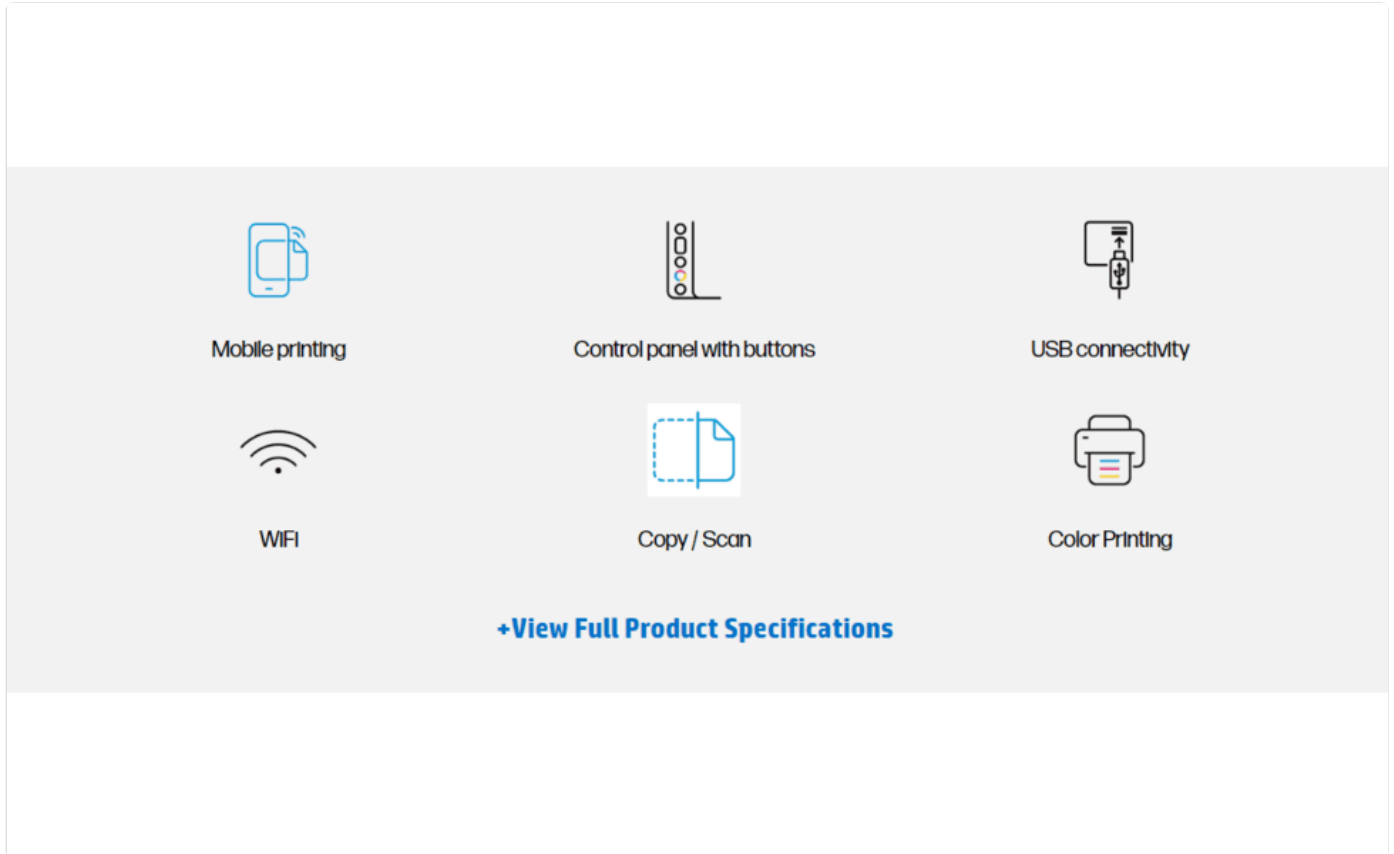 Mobile printing
Control panel with buttons
USB connectivity
WiFi
Copy / Scan
Color Printing
+View Full Product Specifications